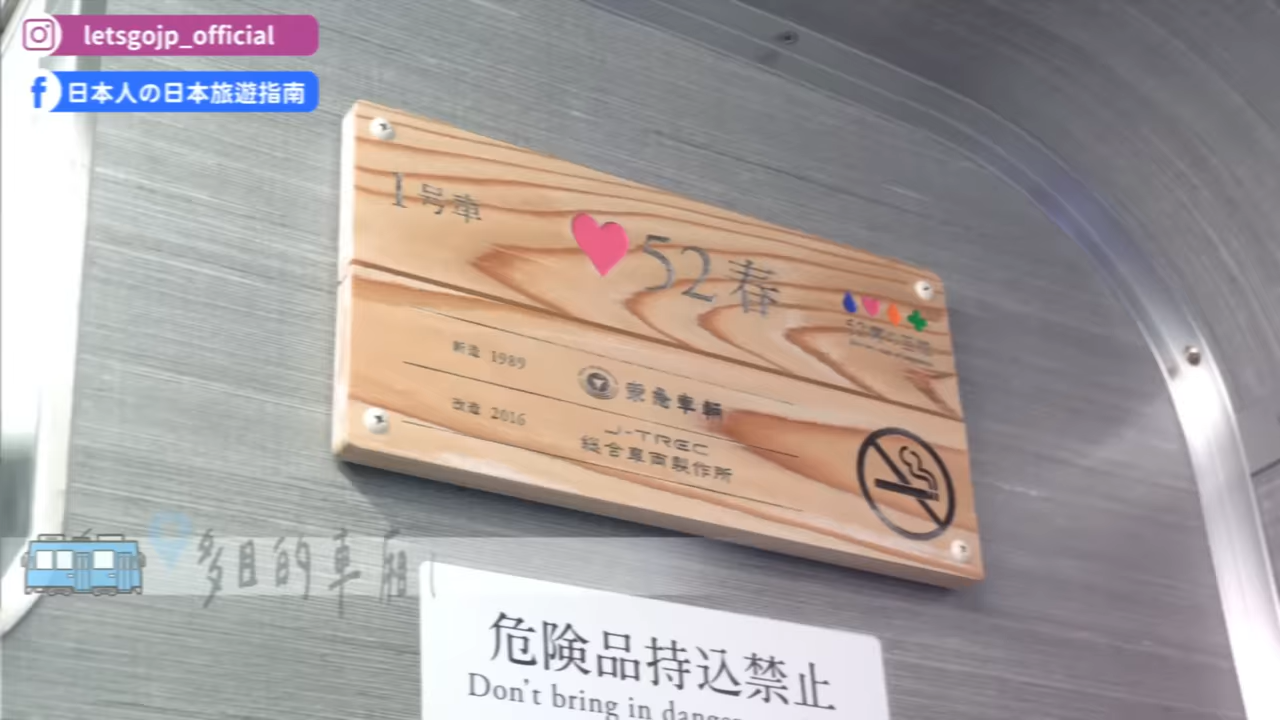 letsgojp_official
日本人の日本旅遊指南
1号車
52春
新造 1989
東急車輛
改造 2016
J-TREC
総合車両製作所
多目的車廂
危険品持込禁止
Don't bring in